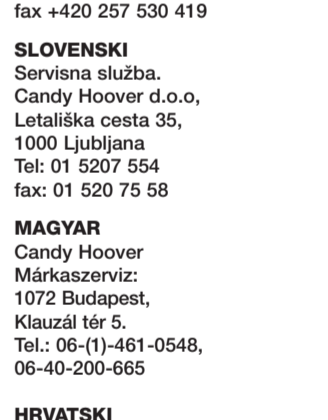 fax +420 257 530 419
SLOVENSKI
Servisna služba.
Candy Hoover d.o.o,
Letališka cesta 35,
1000 Ljubljana
Tel: 01 5207 554
fax: 01 520 75 58
MAGYAR
Candy Hoover
Márkaszerviz:
1072 Budapest,
Klauzál tér 5.
Tel.: 06-(1)-461-0548,
06-40-200-665
HRVATSKI